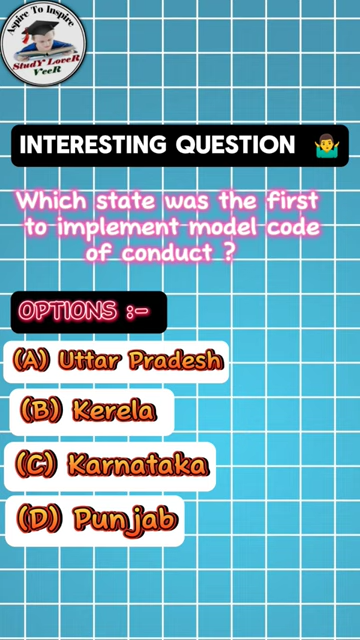 Aspire To Inspire
StudY LoveR
VeeR
INTERESTING QUESTION 🤷‍♂️
Which state was the first
to implement model code
of conduct ?
OPTIONS :-
(A) Uttar Pradesh
(B) Kerela
(C) Karnataka
(D) Punjab